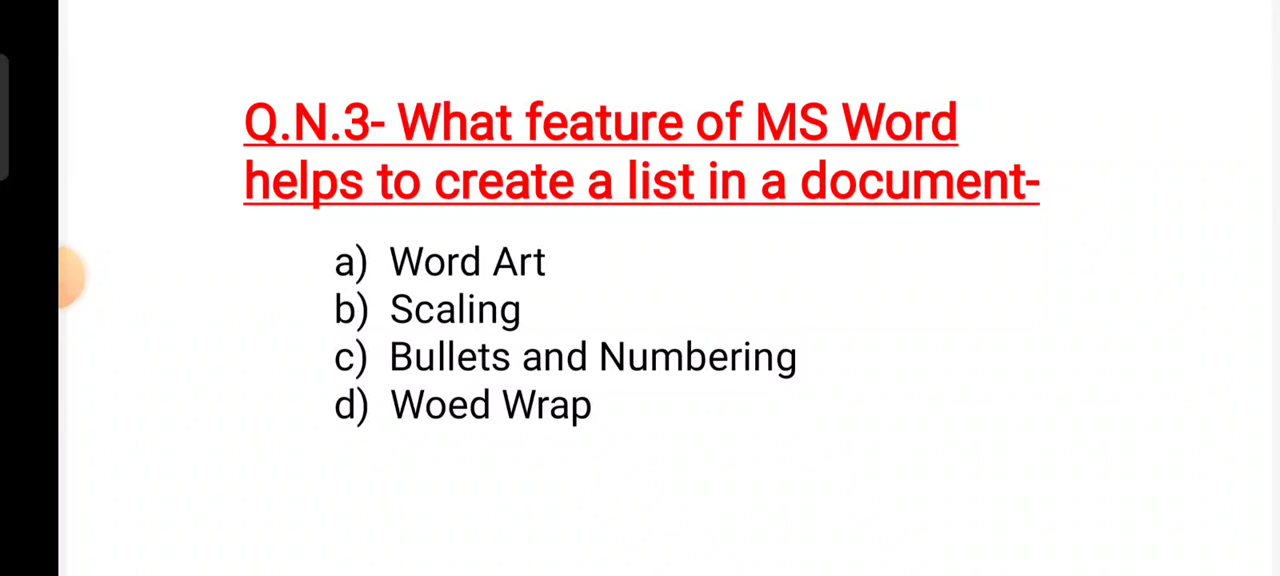 Q.N.3- What feature of MS Word
helps to create a list in a document-
a) Word Art
b) Scaling
c) Bullets and Numbering
d) Woed Wrap